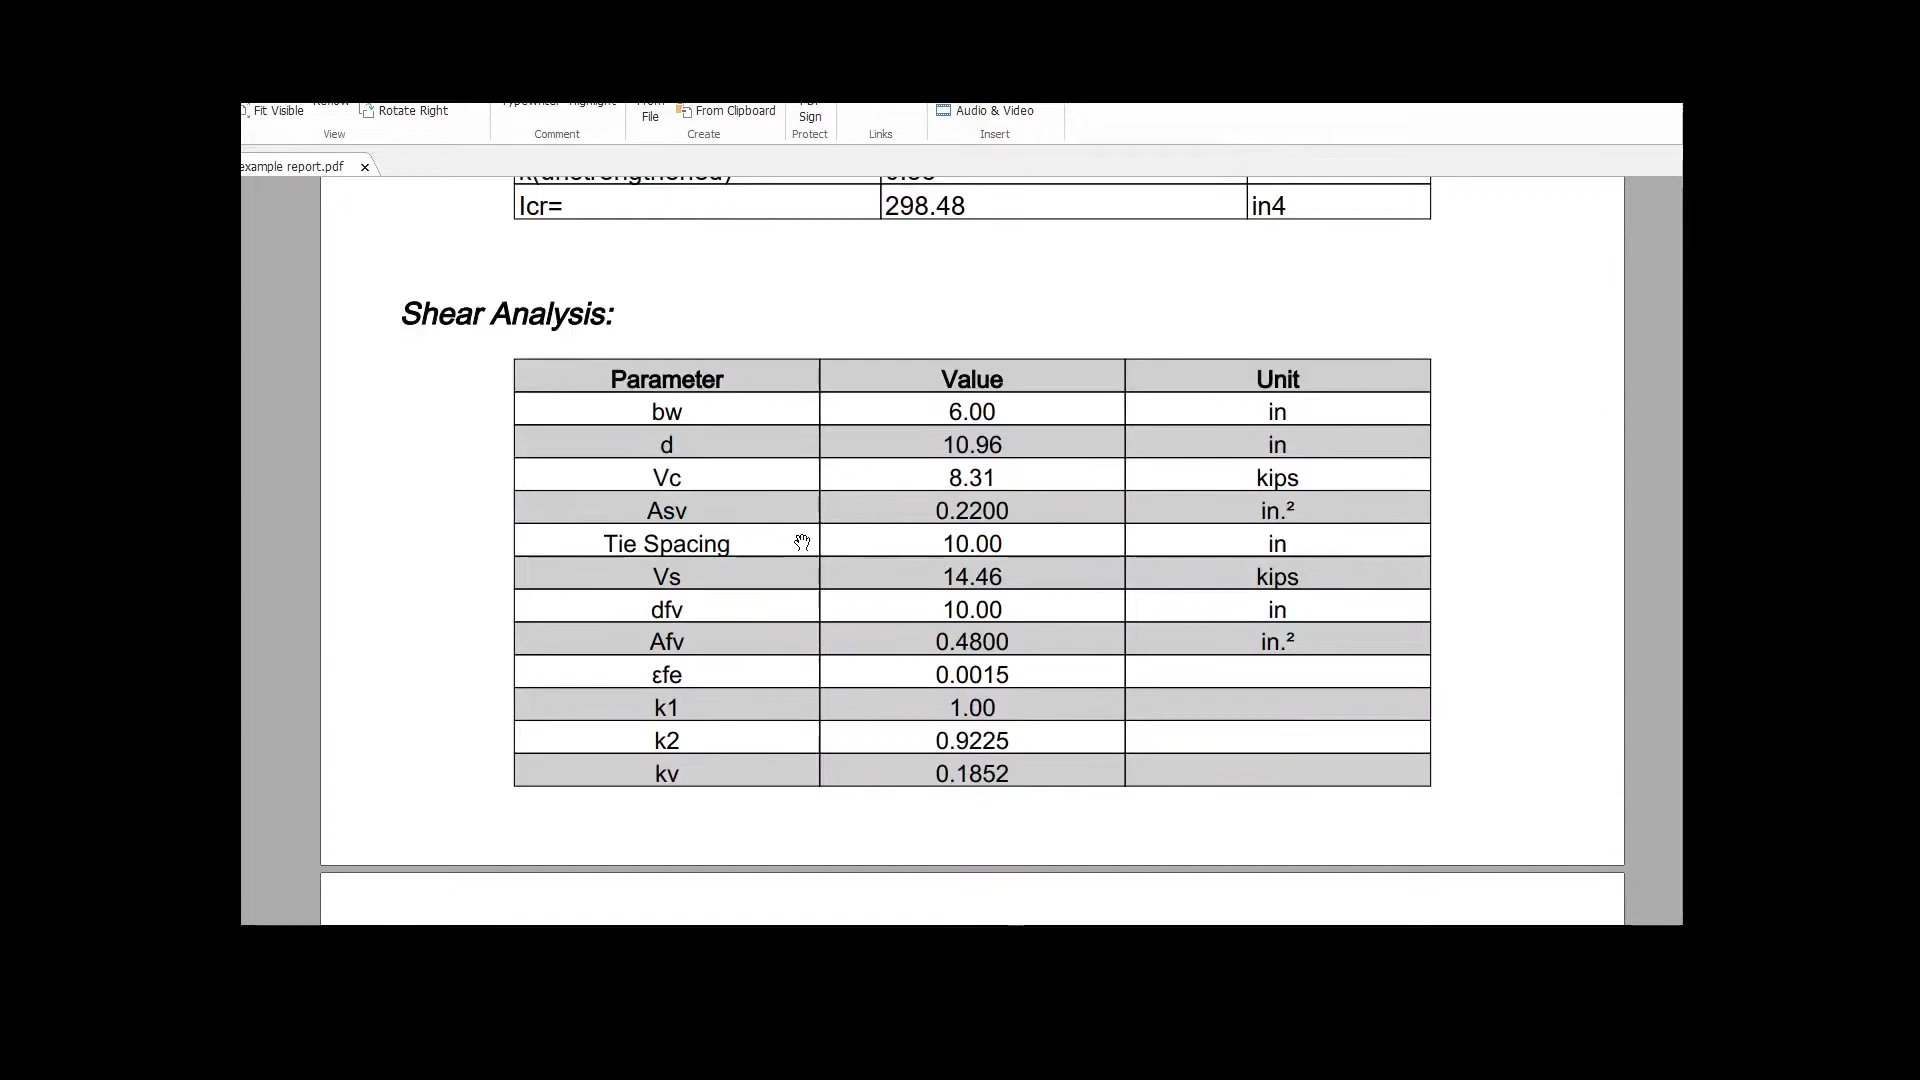 Fit Visible
Rotate Right
File
From Clipboard
Sign
Audio & Video
View
Comment
Create
Protect
Links
Insert
example report.pdf
Icr= 298.48 in4
Shear Analysis:
Parameter Value Unit
bw 6.00 in
d 10.96 in
Vc 8.31 kips
Asv 0.2200 in.²
Tie Spacing 10.00 in
Vs 14.46 kips
dfv 10.00 in
Afv 0.4800 in.²
εfe 0.0015
k1 1.00
k2 0.9225
kv 0.1852